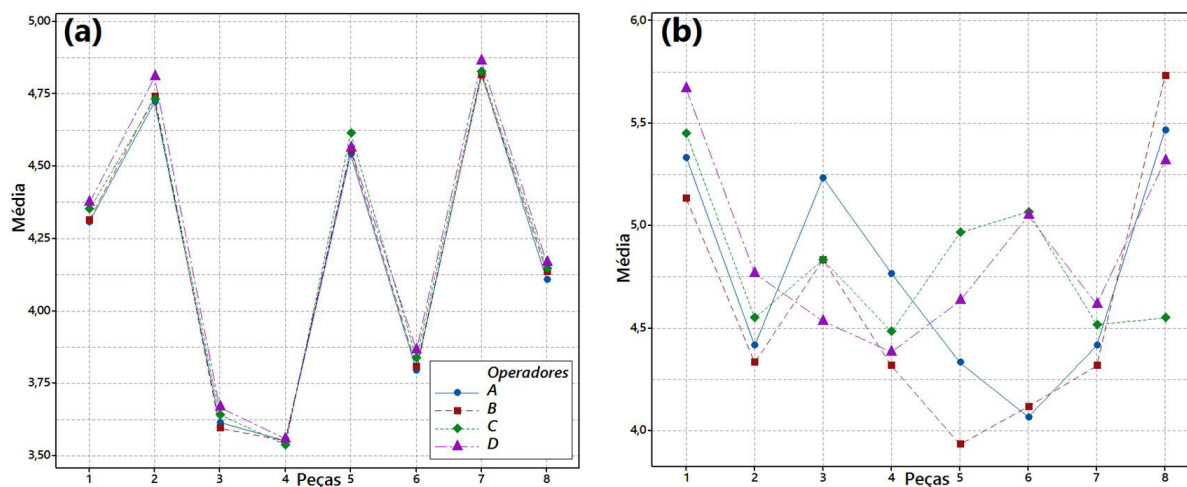 (a)
5,00
4,75
4,50
4,25
4,00
3,75
3,50
Média
1 2 3 4 5 6 7 8
Peças
Operadores
A
B
C
D
(b)
6,0
5,5
5,0
4,5
4,0
Média
1 2 3 4 5 6 7 8
Peças